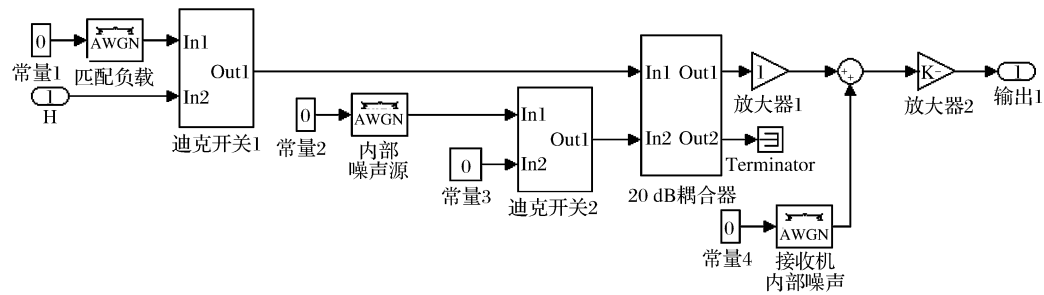 0
常量1
AWGN
匹配负载
1
H
In1
In2
Out1
迪克开关1
0
常量2
AWGN
内部
噪声源
0
常量3
In1
In2
Out1
迪克开关2
In1
In2
Out1
Out2
20 dB耦合器
1
放大器1
Terminator
0
常量4
AWGN
接收机
内部噪声
+
+
K-
放大器2
1
输出1